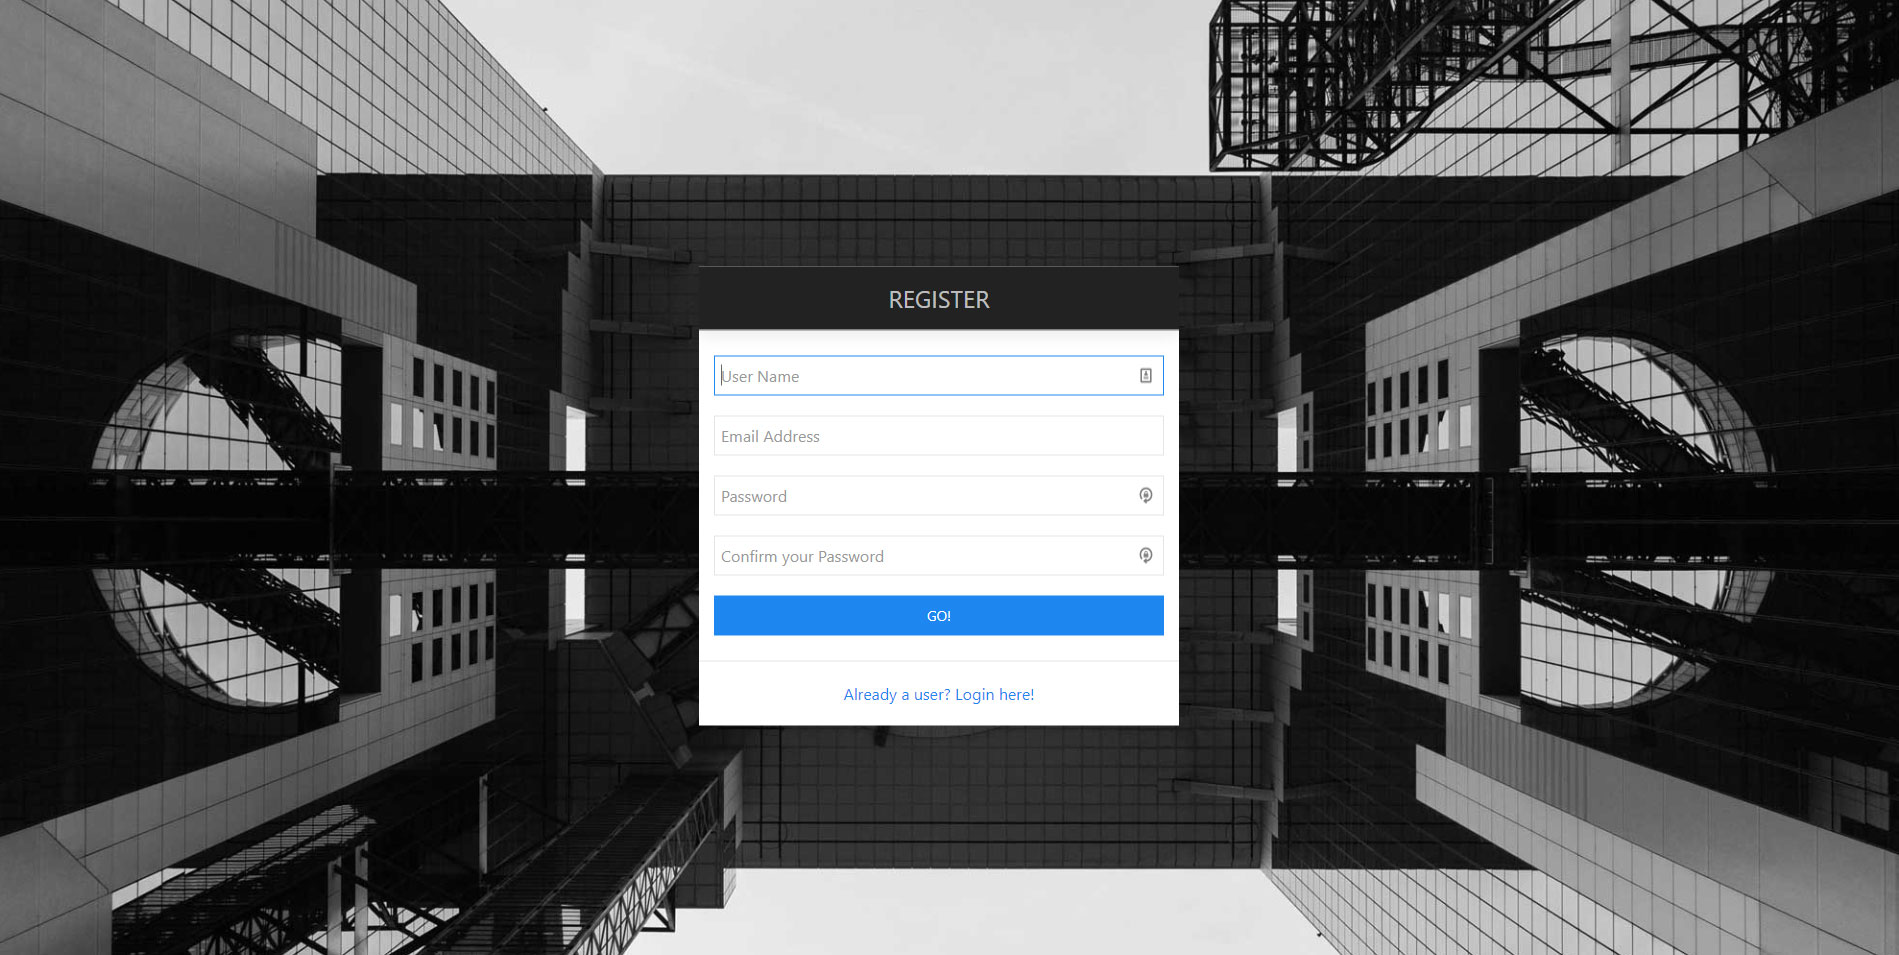 REGISTER
User Name
Email Address
Password
Confirm your Password
GO!
Already a user? Login here!